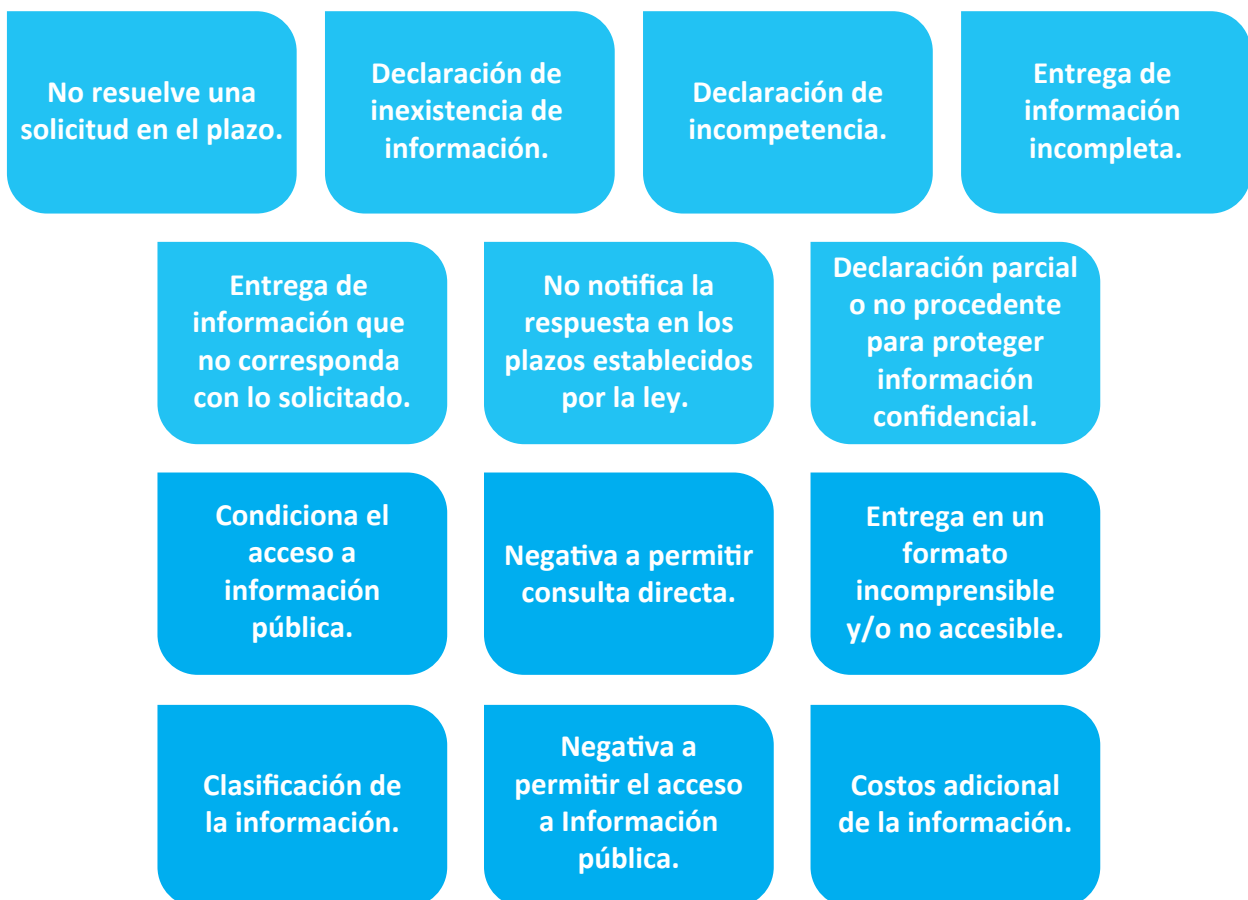 No resuelve una
solicitud en el plazo.
Declaración de
inexistencia de
información.
Declaración de
incompetencia.
Entrega de
información
incompleta.
Entrega de
información que
no corresponda
con lo solicitado.
No notifica la
respuesta en los
plazos establecidos
por la ley.
Declaración parcial
o no procedente
para proteger
información
confidencial.
Condiciona el
acceso a
información
pública.
Negativa a permitir
consulta directa.
Entrega en un
formato
incomprensible
y/o no accesible.
Clasificación de
la información.
Negativa a
permitir el acceso
a Información
pública.
Costos adicional
de la información.